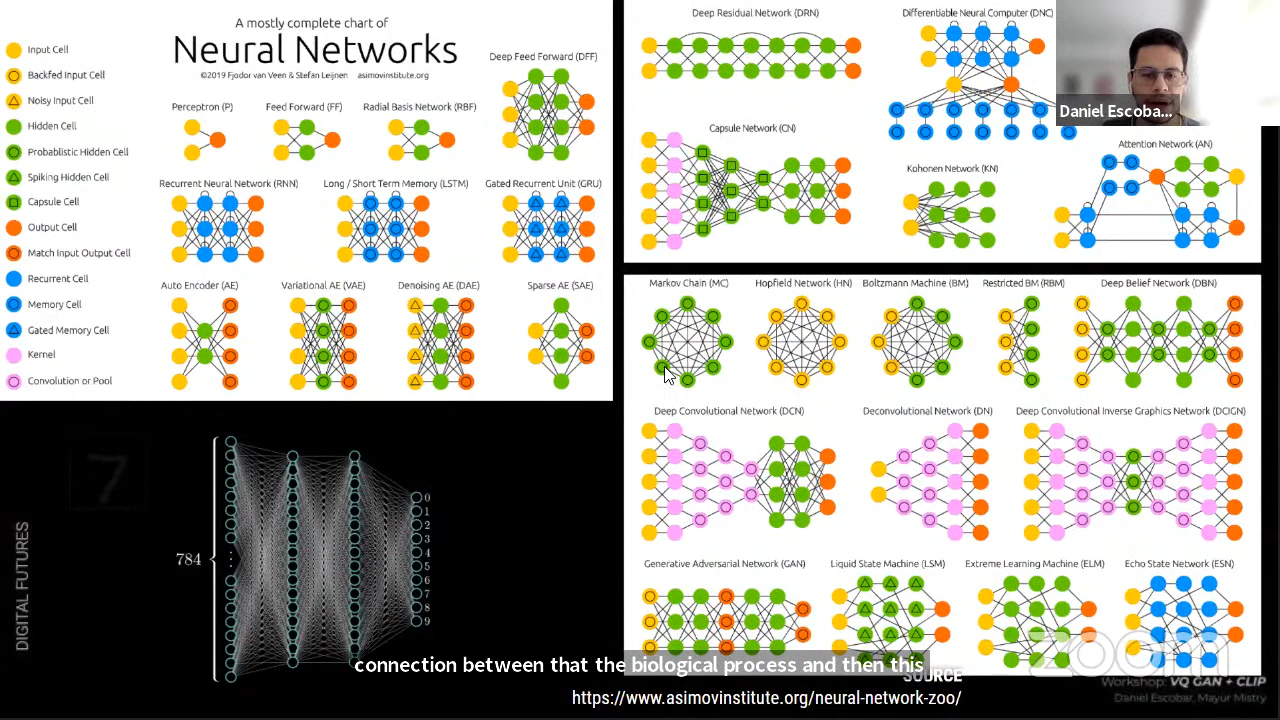 A mostly complete chart of
Neural Networks
©2019 Fjodor van Veen & Stefan Leijnen asimovinstitute.org
Input Cell
Backfed Input Cell
Noisy Input Cell
Hidden Cell
Probablistic Hidden Cell
Spiking Hidden Cell
Capsule Cell
Output Cell
Match Input Output Cell
Recurrent Cell
Memory Cell
Gated Memory Cell
Kernel
Convolution or Pool
Deep Feed Forward (DFF)
Perceptron (P)
Feed Forward (FF)
Radial Basis Network (RBF)
Recurrent Neural Network (RNN)
Long / Short Term Memory (LSTM)
Gated Recurrent Unit (GRU)
Auto Encoder (AE)
Variational AE (VAE)
Denoising AE (DAE)
Sparse AE (SAE)
Deep Residual Network (DRN)
Differentiable Neural Computer (DNC)
Daniel Escoba...
Capsule Network (CN)
Kohonen Network (KN)
Attention Network (AN)
Markov Chain (MC)
Hopfield Network (HN)
Boltzmann Machine (BM)
Restricted BM (RBM)
Deep Belief Network (DBN)
Deep Convolutional Network (DCN)
Deconvolutional Network (DN)
Deep Convolutional Inverse Graphics Network (DCIGN)
Generative Adversarial Network (GAN)
Liquid State Machine (LSM)
Extreme Learning Machine (ELM)
Echo State Network (ESN)
7
784
0
1
2
3
4
5
6
7
8
9
DIGITAL FUTURES
connection between that the biological process and then this
SOURCE
https://www.asimovinstitute.org/neural-network-zoo/
zoom
Workshop: VQ GAN + CLIP
Daniel Escobar, Mayur Mistry